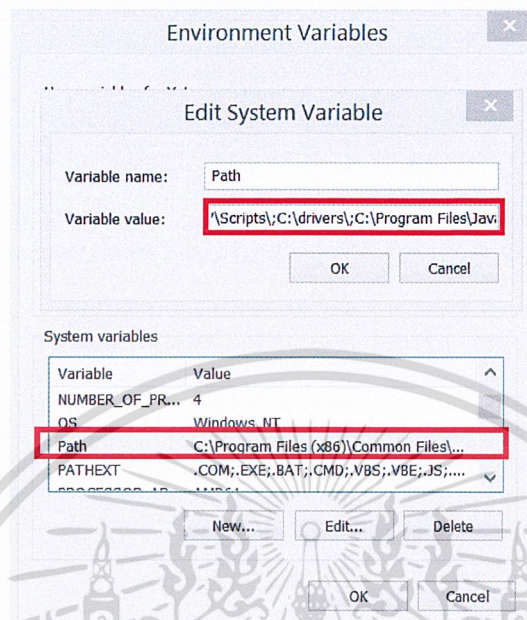 Environment Variables
Edit System Variable
Variable name: Path
Variable value: '\Scripts\;C:\drivers\;C:\Program Files\Java
OK Cancel
System variables
Variable Value
NUMBER_OF_PR... 4
OS Windows_NT
Path C:\Program Files (x86)\Common Files\...
PATHEXT .COM;.EXE;.BAT;.CMD;.VBS;.VBE;.JS;....
New... Edit... Delete
OK Cancel